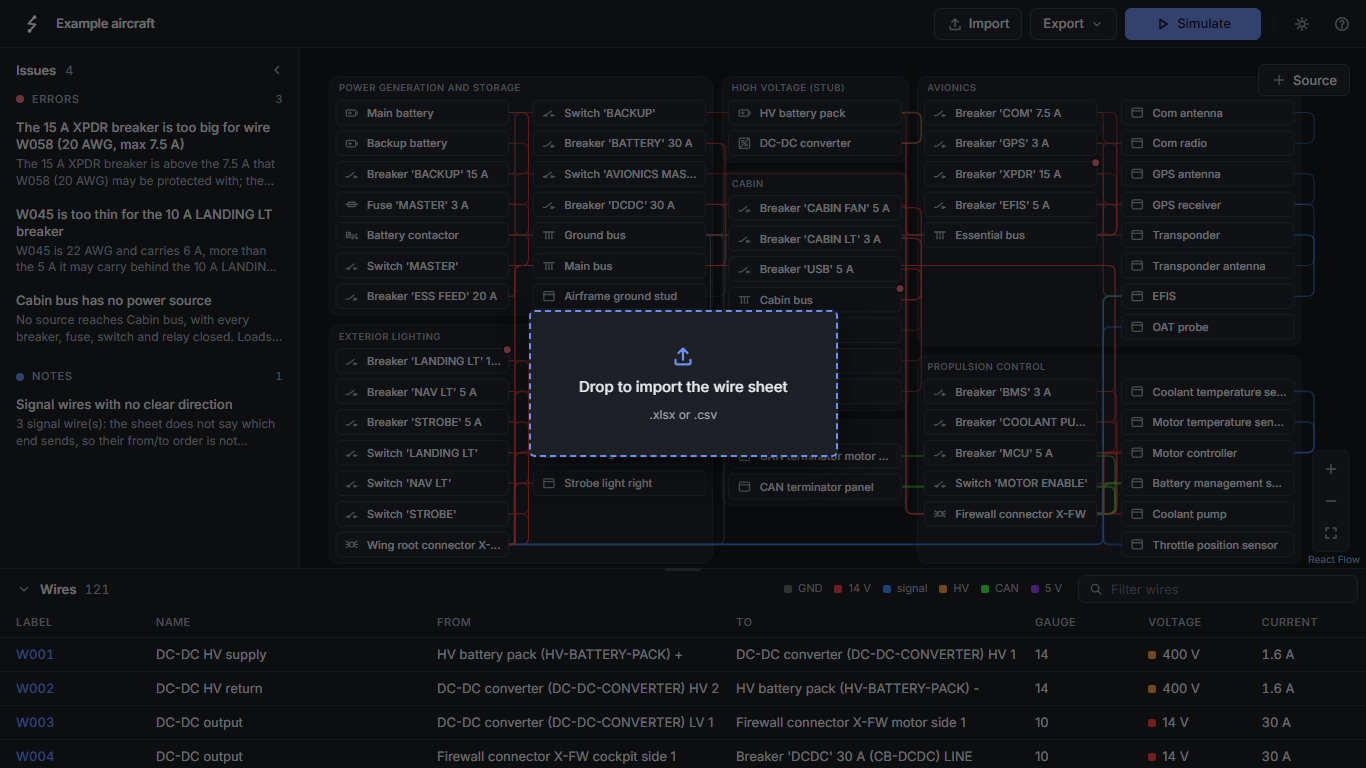 Example aircraft
Import
Export
Simulate
Issues 4
ERRORS 3
The 15 A XPDR breaker is too big for wire
W058 (20 AWG, max 7.5 A)
The 15 A XPDR breaker is above the 7.5 A that
W058 (20 AWG) may be protected with; the...
W045 is too thin for the 10 A LANDING LT
breaker
W045 is 22 AWG and carries 6 A, more than
the 5 A it may carry behind the 10 A LANDIN...
Cabin bus has no power source
No source reaches Cabin bus, with every
breaker, fuse, switch and relay closed. Loads...
NOTES 1
Signal wires with no clear direction
3 signal wire(s): the sheet does not say which
end sends, so their from/to order is not...
Source
POWER GENERATION AND STORAGE
Main battery
Backup battery
Breaker 'BACKUP' 15 A
Fuse 'MASTER' 3 A
Battery contactor
Switch 'MASTER'
Breaker 'ESS FEED' 20 A
Switch 'BACKUP'
Breaker 'BATTERY' 30 A
Switch 'AVIONICS MAS...
Breaker 'DCDC' 30 A
Ground bus
Main bus
Airframe ground stud
EXTERIOR LIGHTING
Breaker 'LANDING LT' 1...
Breaker 'NAV LT' 5 A
Breaker 'STROBE' 5 A
Switch 'LANDING LT'
Switch 'NAV LT'
Switch 'STROBE'
Wing root connector X-...
Strobe light right
HIGH VOLTAGE (STUB)
HV battery pack
DC-DC converter
CABIN
Breaker 'CABIN FAN' 5 A
Breaker 'CABIN LT' 3 A
Breaker 'USB' 5 A
Cabin bus
CAN terminator motor ...
CAN terminator panel
AVIONICS
Breaker 'COM' 7.5 A
Breaker 'GPS' 3 A
Breaker 'XPDR' 15 A
Breaker 'EFIS' 5 A
Essential bus
Com antenna
Com radio
GPS antenna
GPS receiver
Transponder
Transponder antenna
EFIS
OAT probe
PROPULSION CONTROL
Breaker 'BMS' 3 A
Breaker 'COOLANT PU...
Breaker 'MCU' 5 A
Switch 'MOTOR ENABLE'
Firewall connector X-FW
Coolant temperature se...
Motor temperature sen...
Motor controller
Battery management s...
Coolant pump
Throttle position sensor
Drop to import the wire sheet
.xlsx or .csv
React Flow
Wires 121
GND 14 V signal HV CAN 5 V
Filter wires
LABEL NAME FROM TO GAUGE VOLTAGE CURRENT
W001 DC-DC HV supply HV battery pack (HV-BATTERY-PACK) + DC-DC converter (DC-DC-CONVERTER) HV 1 14 400 V 1.6 A
W002 DC-DC HV return DC-DC converter (DC-DC-CONVERTER) HV 2 HV battery pack (HV-BATTERY-PACK) - 14 400 V 1.6 A
W003 DC-DC output DC-DC converter (DC-DC-CONVERTER) LV 1 Firewall connector X-FW motor side 1 10 14 V 30 A
W004 DC-DC output Firewall connector X-FW cockpit side 1 Breaker 'DCDC' 30 A (CB-DCDC) LINE 10 14 V 30 A